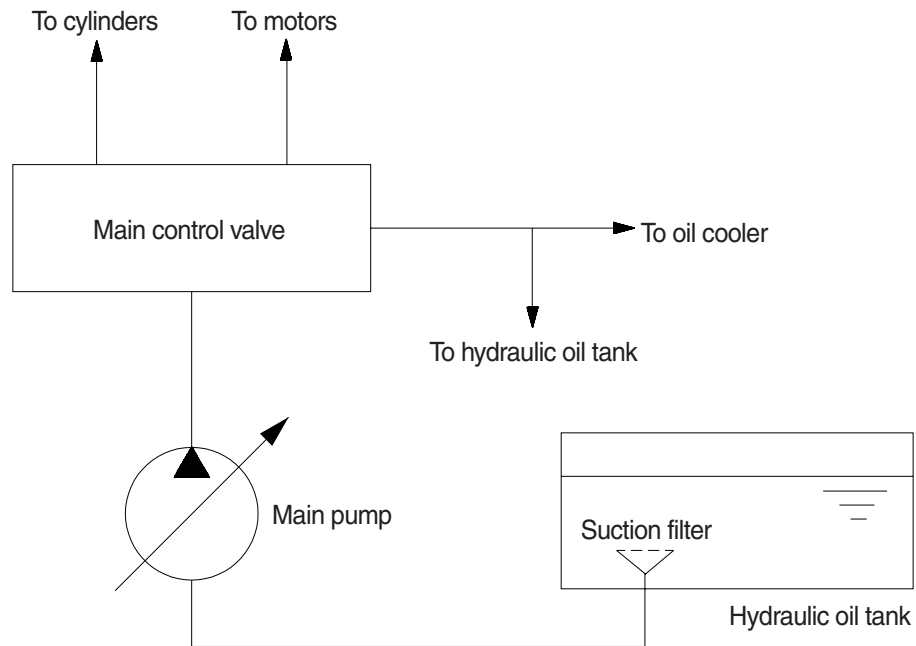 To cylinders
To motors
Main control valve
To oil cooler
To hydraulic oil tank
Main pump
Suction filter
Hydraulic oil tank